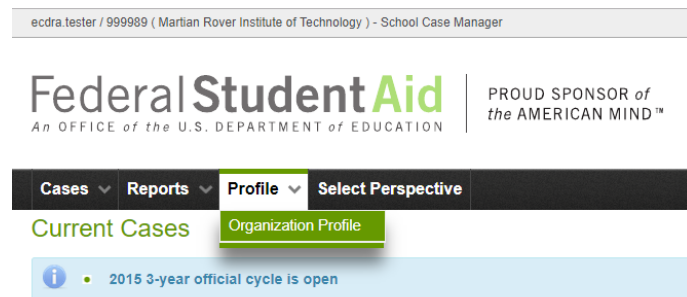 ecdra.tester / 999989 ( Martian Rover Institute of Technology ) - School Case Manager
Federal Student Aid
An OFFICE of the U.S. DEPARTMENT of EDUCATION
PROUD SPONSOR of
the AMERICAN MIND™
Cases Reports Profile Select Perspective
Organization Profile
Current Cases
2015 3-year official cycle is open